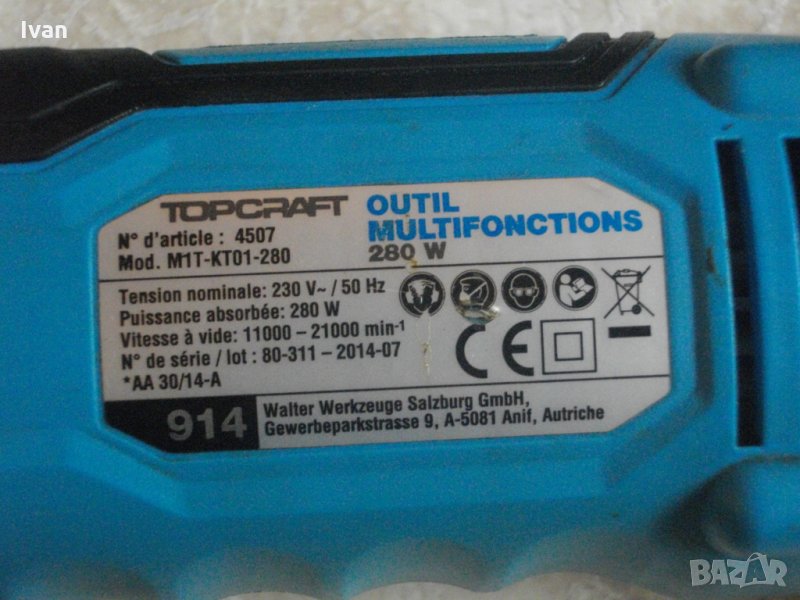 Ivan
TOPCRAFT
OUTIL
MULTIFONCTIONS
280 W
N° d'article : 4507
Mod. M1T-KT01-280
Tension nominale: 230 V~ / 50 Hz
Puissance absorbée: 280 W
Vitesse à vide: 11000 – 21000 min-¹
N° de série / lot : 80-311 – 2014-07
*AA 30/14-A
CE
914
Walter Werkzeuge Salzburg GmbH,
Gewerbeparkstrasse 9, A-5081 Anif, Autriche
BAZAR